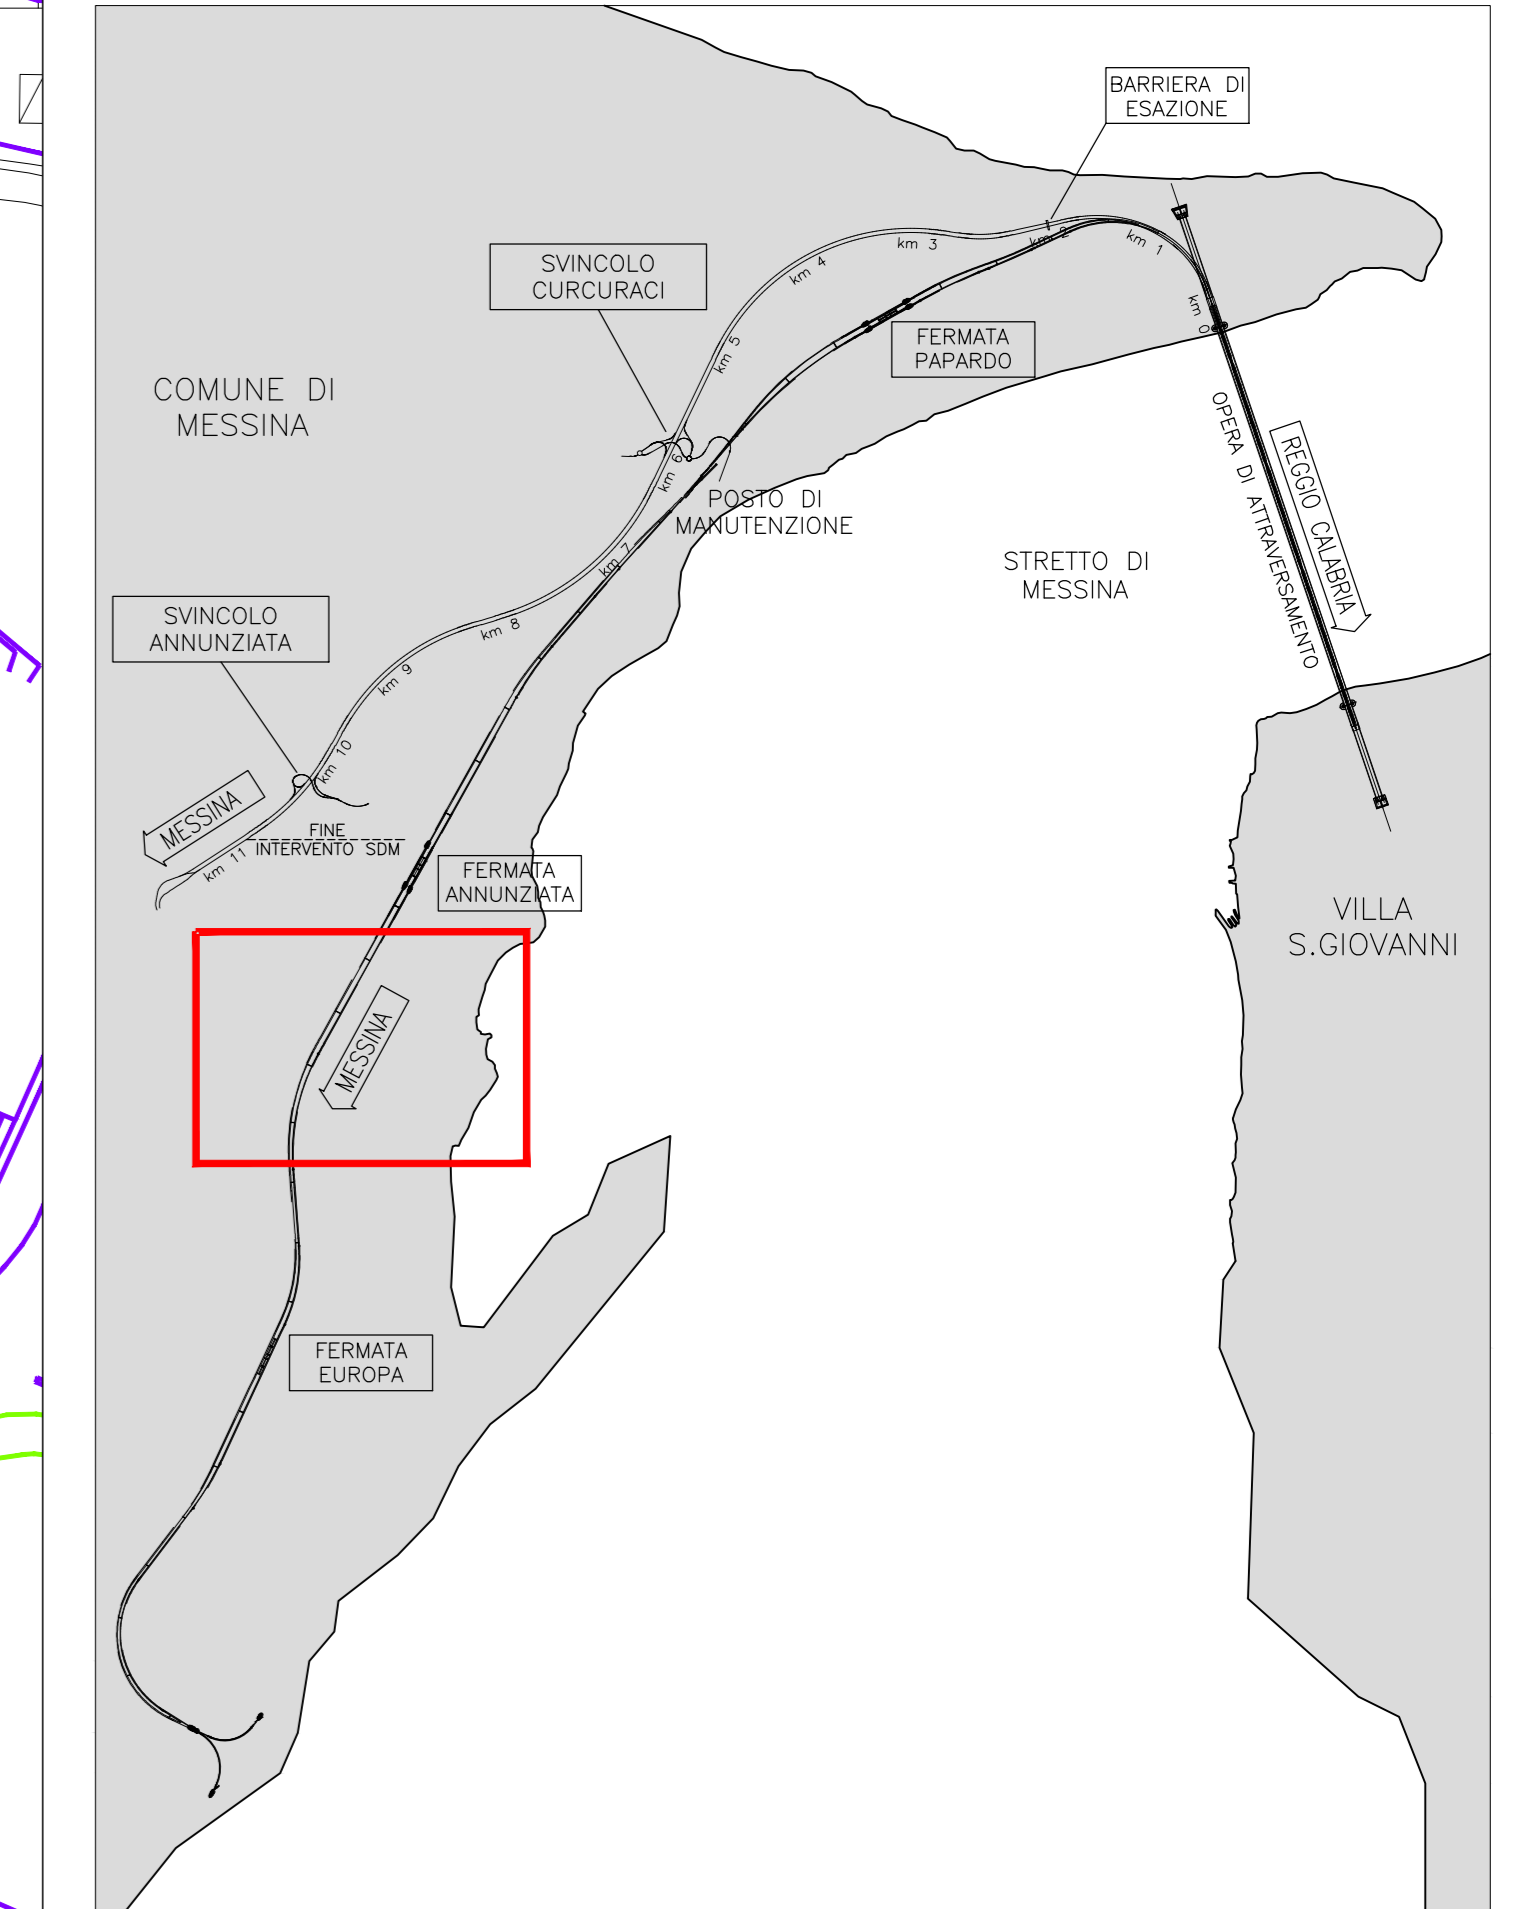 BARRIERA DI
ESAZIONE
SVINCOLO
CURCURACI
km 0
km 1
km 2
km 3
km 4
km 5
km 6
km 7
km 8
km 9
km 10
km 11
FERMATA
PAPARDO
COMUNE DI
MESSINA
OPERA DI ATTRAVERSAMENTO
REGGIO CALABRIA
POSTO DI
MANUTENZIONE
STRETTO DI
MESSINA
SVINCOLO
ANNUNZIATA
MESSINA
FINE
INTERVENTO SDM
FERMATA
ANNUNZIATA
VILLA
S.GIOVANNI
MESSINA
FERMATA
EUROPA